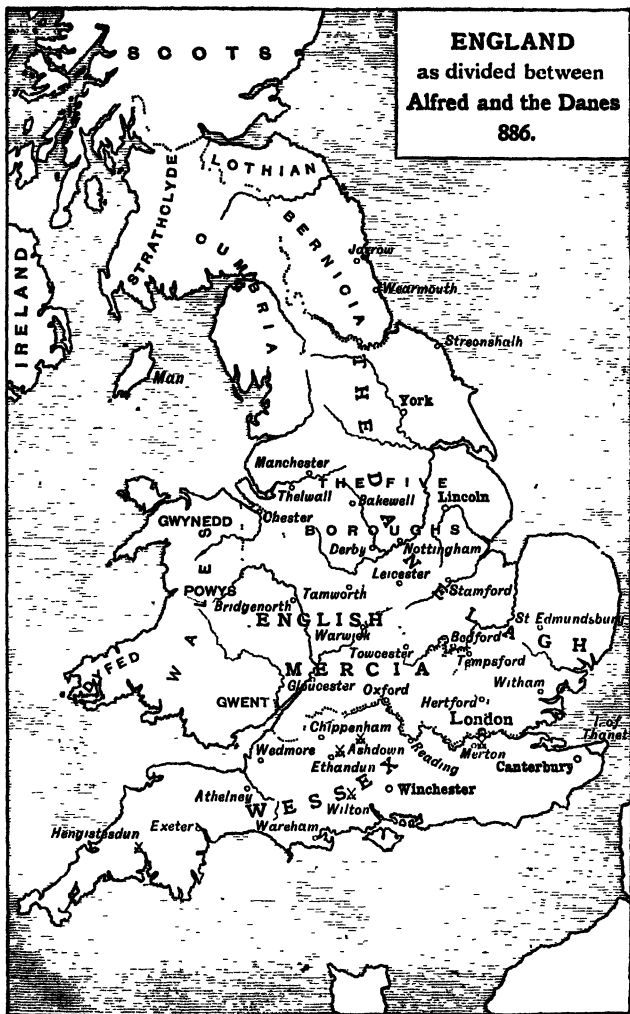 ENGLAND
as divided between
Alfred and the Danes
886.
SCOTS
LOTHIAN
STRATHCLYDE
BERNICIA
CUMBRIA
IRELAND
Jarrow
Wearmouth
Streonshalh
Man
THE DANELAGH
York
Manchester
THE FIVE
BOROUGHS
Thelwall
Bakewell
Lincoln
Chester
GWYNEDD
WALES
Derby
Nottingham
Leicester
Stamford
POWYS
Bridgenorth
Tamworth
ENGLISH
MERCIA
Warwick
St Edmundsbury
Bedford
Towcester
Tempsford
DYFED
Gloucester
Witham
Oxford
Hertford
GWENT
London
I. of
Thanet
Chippenham
Wedmore
Ashdown
Ethandun
Reading
Merton
Canterbury
WESSEX
Athelney
Wilton
Winchester
Hengistesdun
Exeter
Wareham